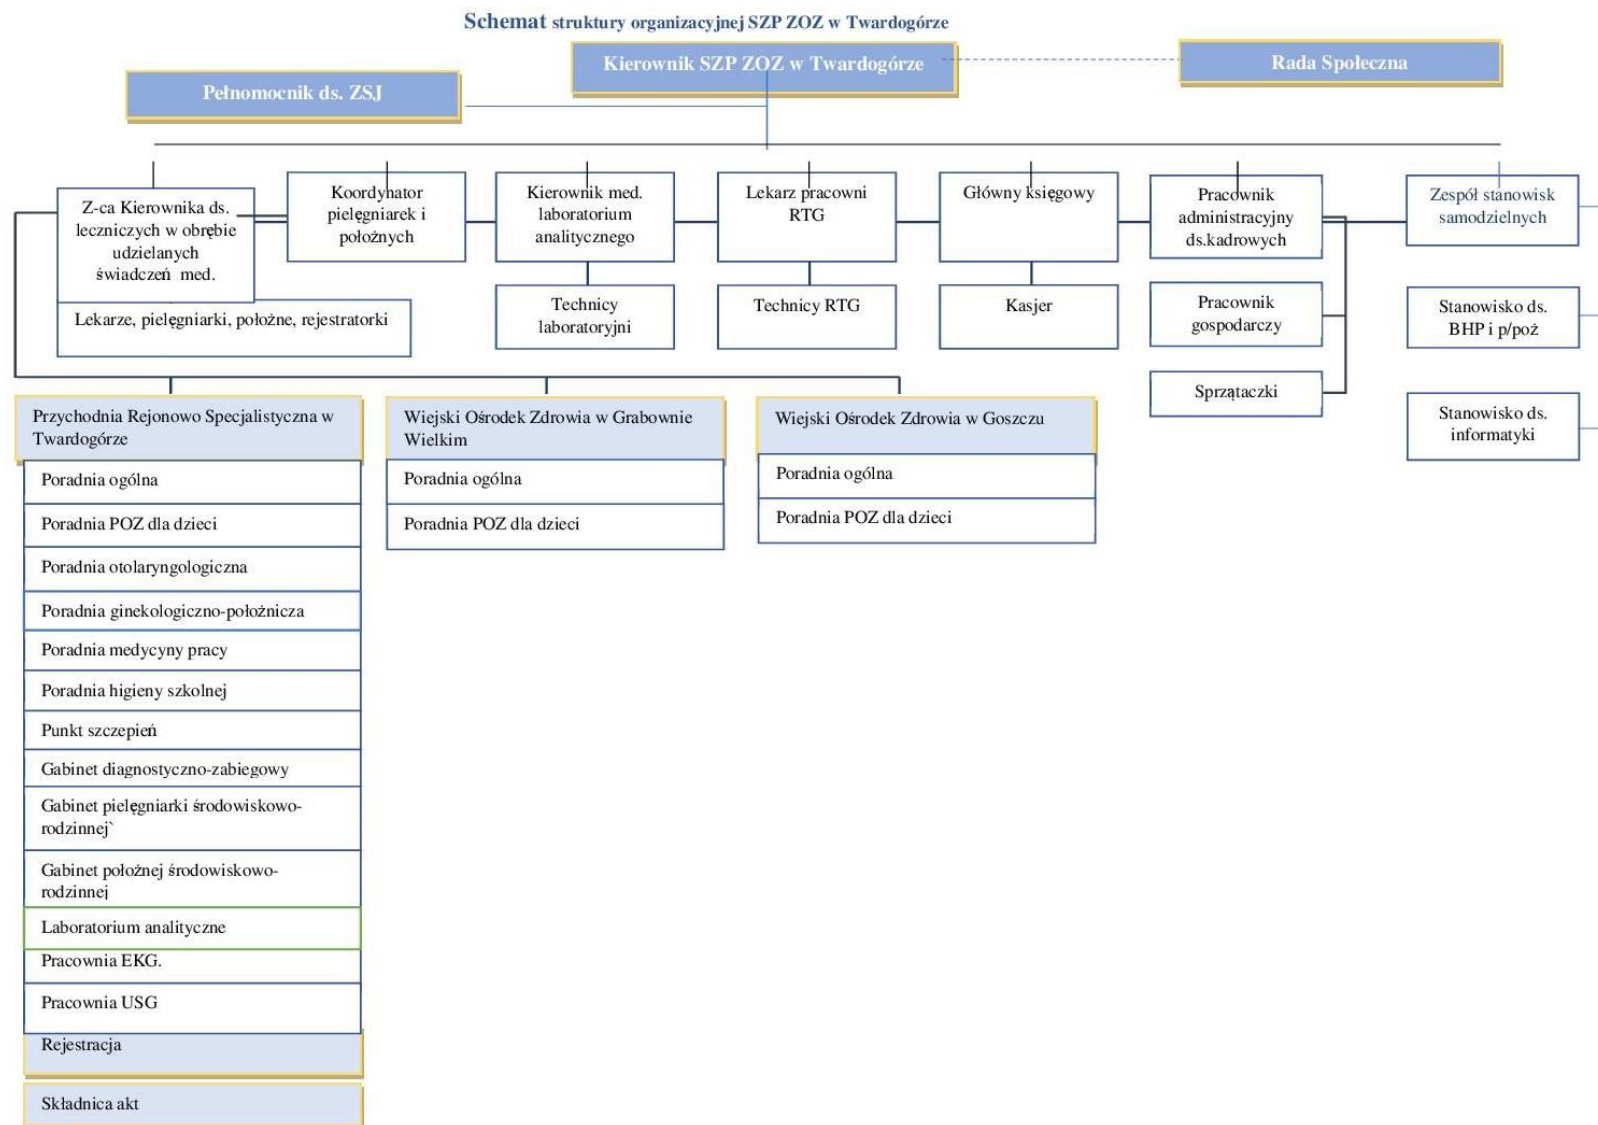 Schemat struktury organizacyjnej SZP ZOZ w Twardogórze
Kierownik SZP ZOZ w Twardogórze
Rada Społeczna
Pełnomocnik ds. ZSJ
Z-ca Kierownika ds.
leczniczych w obrębie
udzielanych
świadczeń med.
Lekarze, pielęgniarki, położne, rejestratorki
Koordynator
pielęgniarek i
położnych
Kierownik med.
laboratorium
analitycznego
Technicy
laboratoryjni
Lekarz pracowni
RTG
Technicy RTG
Główny księgowy
Kasjer
Pracownik
administracyjny
ds.kadrowych
Pracownik
gospodarczy
Sprzątaczki
Zespół stanowisk
samodzielnych
Stanowisko ds.
BHP i p/poż
Stanowisko ds.
informatyki
Przychodnia Rejonowo Specjalistyczna w
Twardogórze
Poradnia ogólna
Poradnia POZ dla dzieci
Poradnia otolaryngologiczna
Poradnia ginekologiczno-położnicza
Poradnia medycyny pracy
Poradnia higieny szkolnej
Punkt szczepień
Gabinet diagnostyczno-zabiegowy
Gabinet pielęgniarki środowiskowo-
rodzinnej`
Gabinet położnej środowiskowo-
rodzinnej
Laboratorium analityczne
Pracownia EKG.
Pracownia USG
Rejestracja
Składnica akt
Wiejski Ośrodek Zdrowia w Grabownie
Wielkim
Poradnia ogólna
Poradnia POZ dla dzieci
Wiejski Ośrodek Zdrowia w Goszczu
Poradnia ogólna
Poradnia POZ dla dzieci